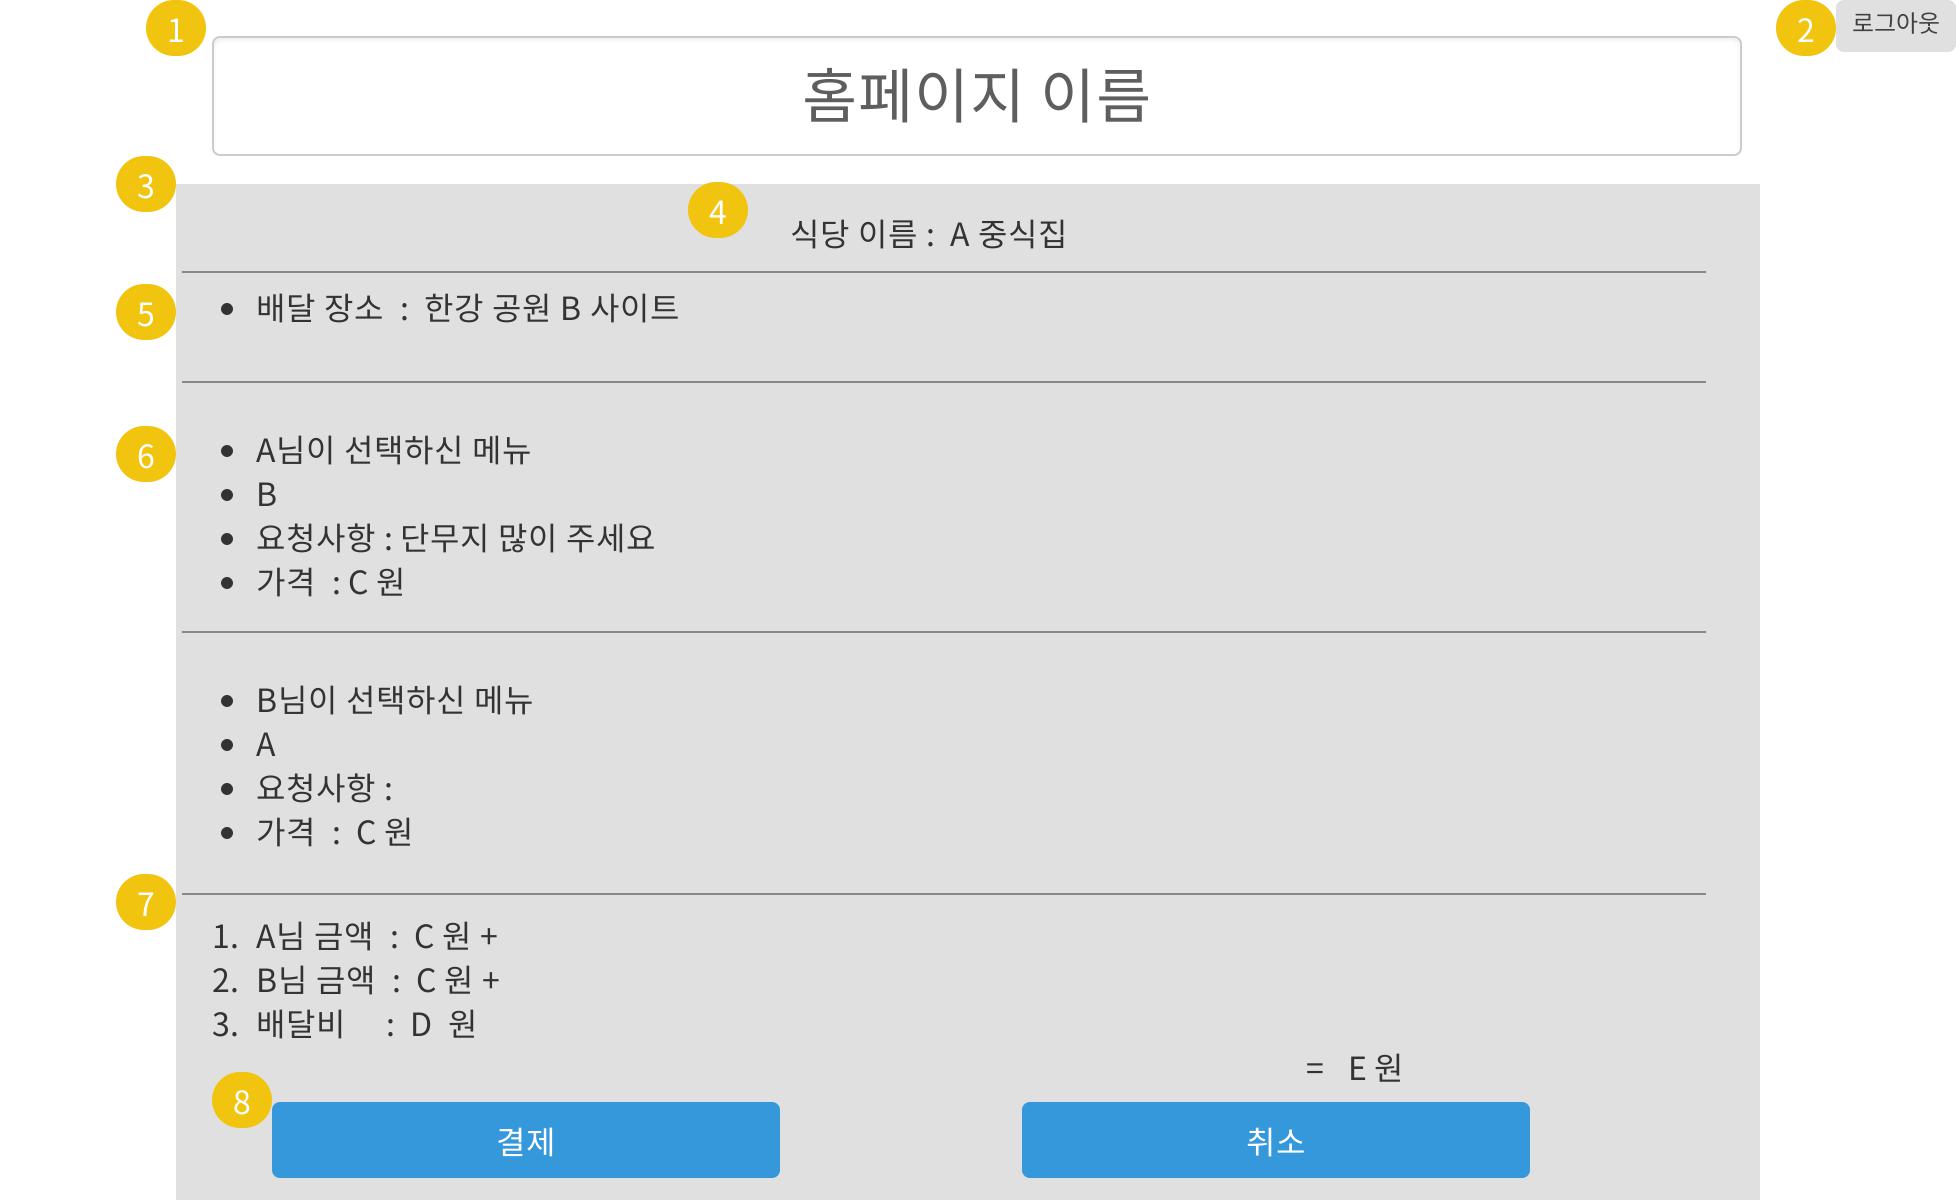 1
2
로그아웃
홈페이지 이름
3
4
식당 이름 : A 중식집
5
• 배달 장소 : 한강 공원 B 사이트
6
• A님이 선택하신 메뉴
• B
• 요청사항 : 단무지 많이 주세요
• 가격 : C 원
• B님이 선택하신 메뉴
• A
• 요청사항 :
• 가격 : C 원
7
1. A님 금액 : C 원 +
2. B님 금액 : C 원 +
3. 배달비 : D 원
= E 원
8
결제
취소